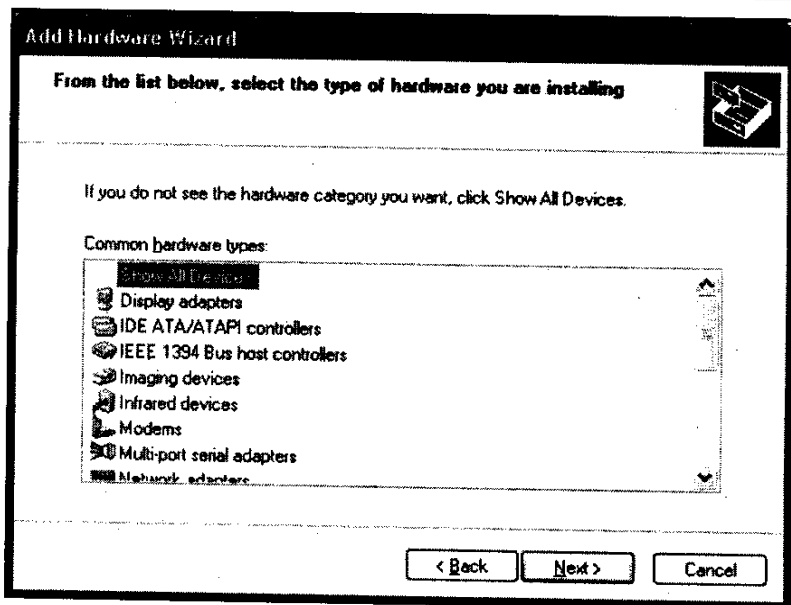 Add Hardware Wizard
From the list below, select the type of hardware you are installing
If you do not see the hardware category you want, click Show All Devices.
Common hardware types:
Show All Devices
Display adapters
IDE ATA/ATAPI controllers
IEEE 1394 Bus host controllers
Imaging devices
Infrared devices
Modems
Multi-port serial adapters
Network adapters
< Back
Next >
Cancel